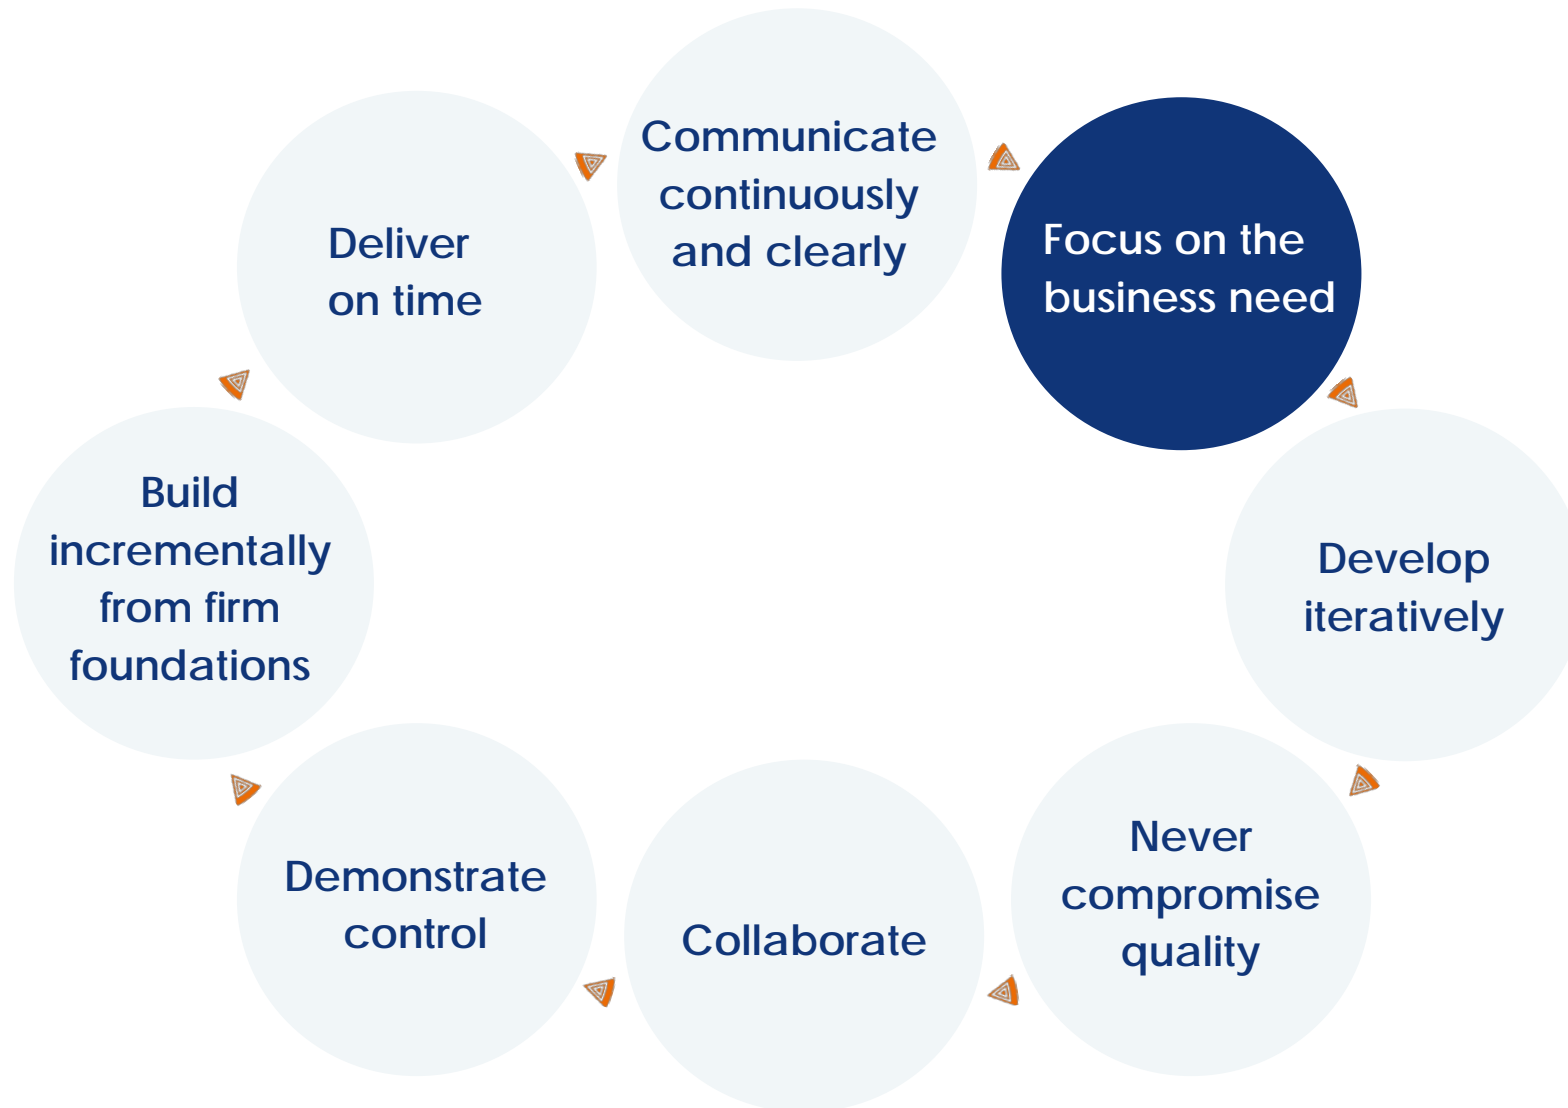 Communicate
continuously
and clearly
Focus on the
business need
Develop
iteratively
Never
compromise
quality
Collaborate
Demonstrate
control
Build
incrementally
from firm
foundations
Deliver
on time